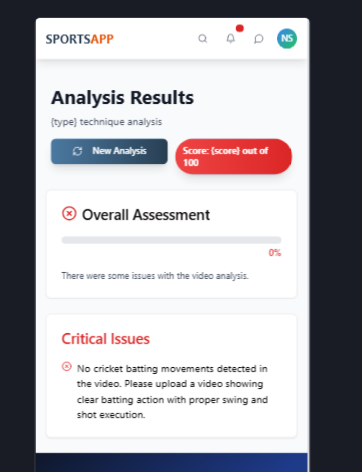 SPORTSAPP
NS
Analysis Results
{type} technique analysis
New Analysis
Score: {score} out of
100
Overall Assessment
0%
There were some issues with the video analysis.
Critical Issues
No cricket batting movements detected in
the video. Please upload a video showing
clear batting action with proper swing and
shot execution.